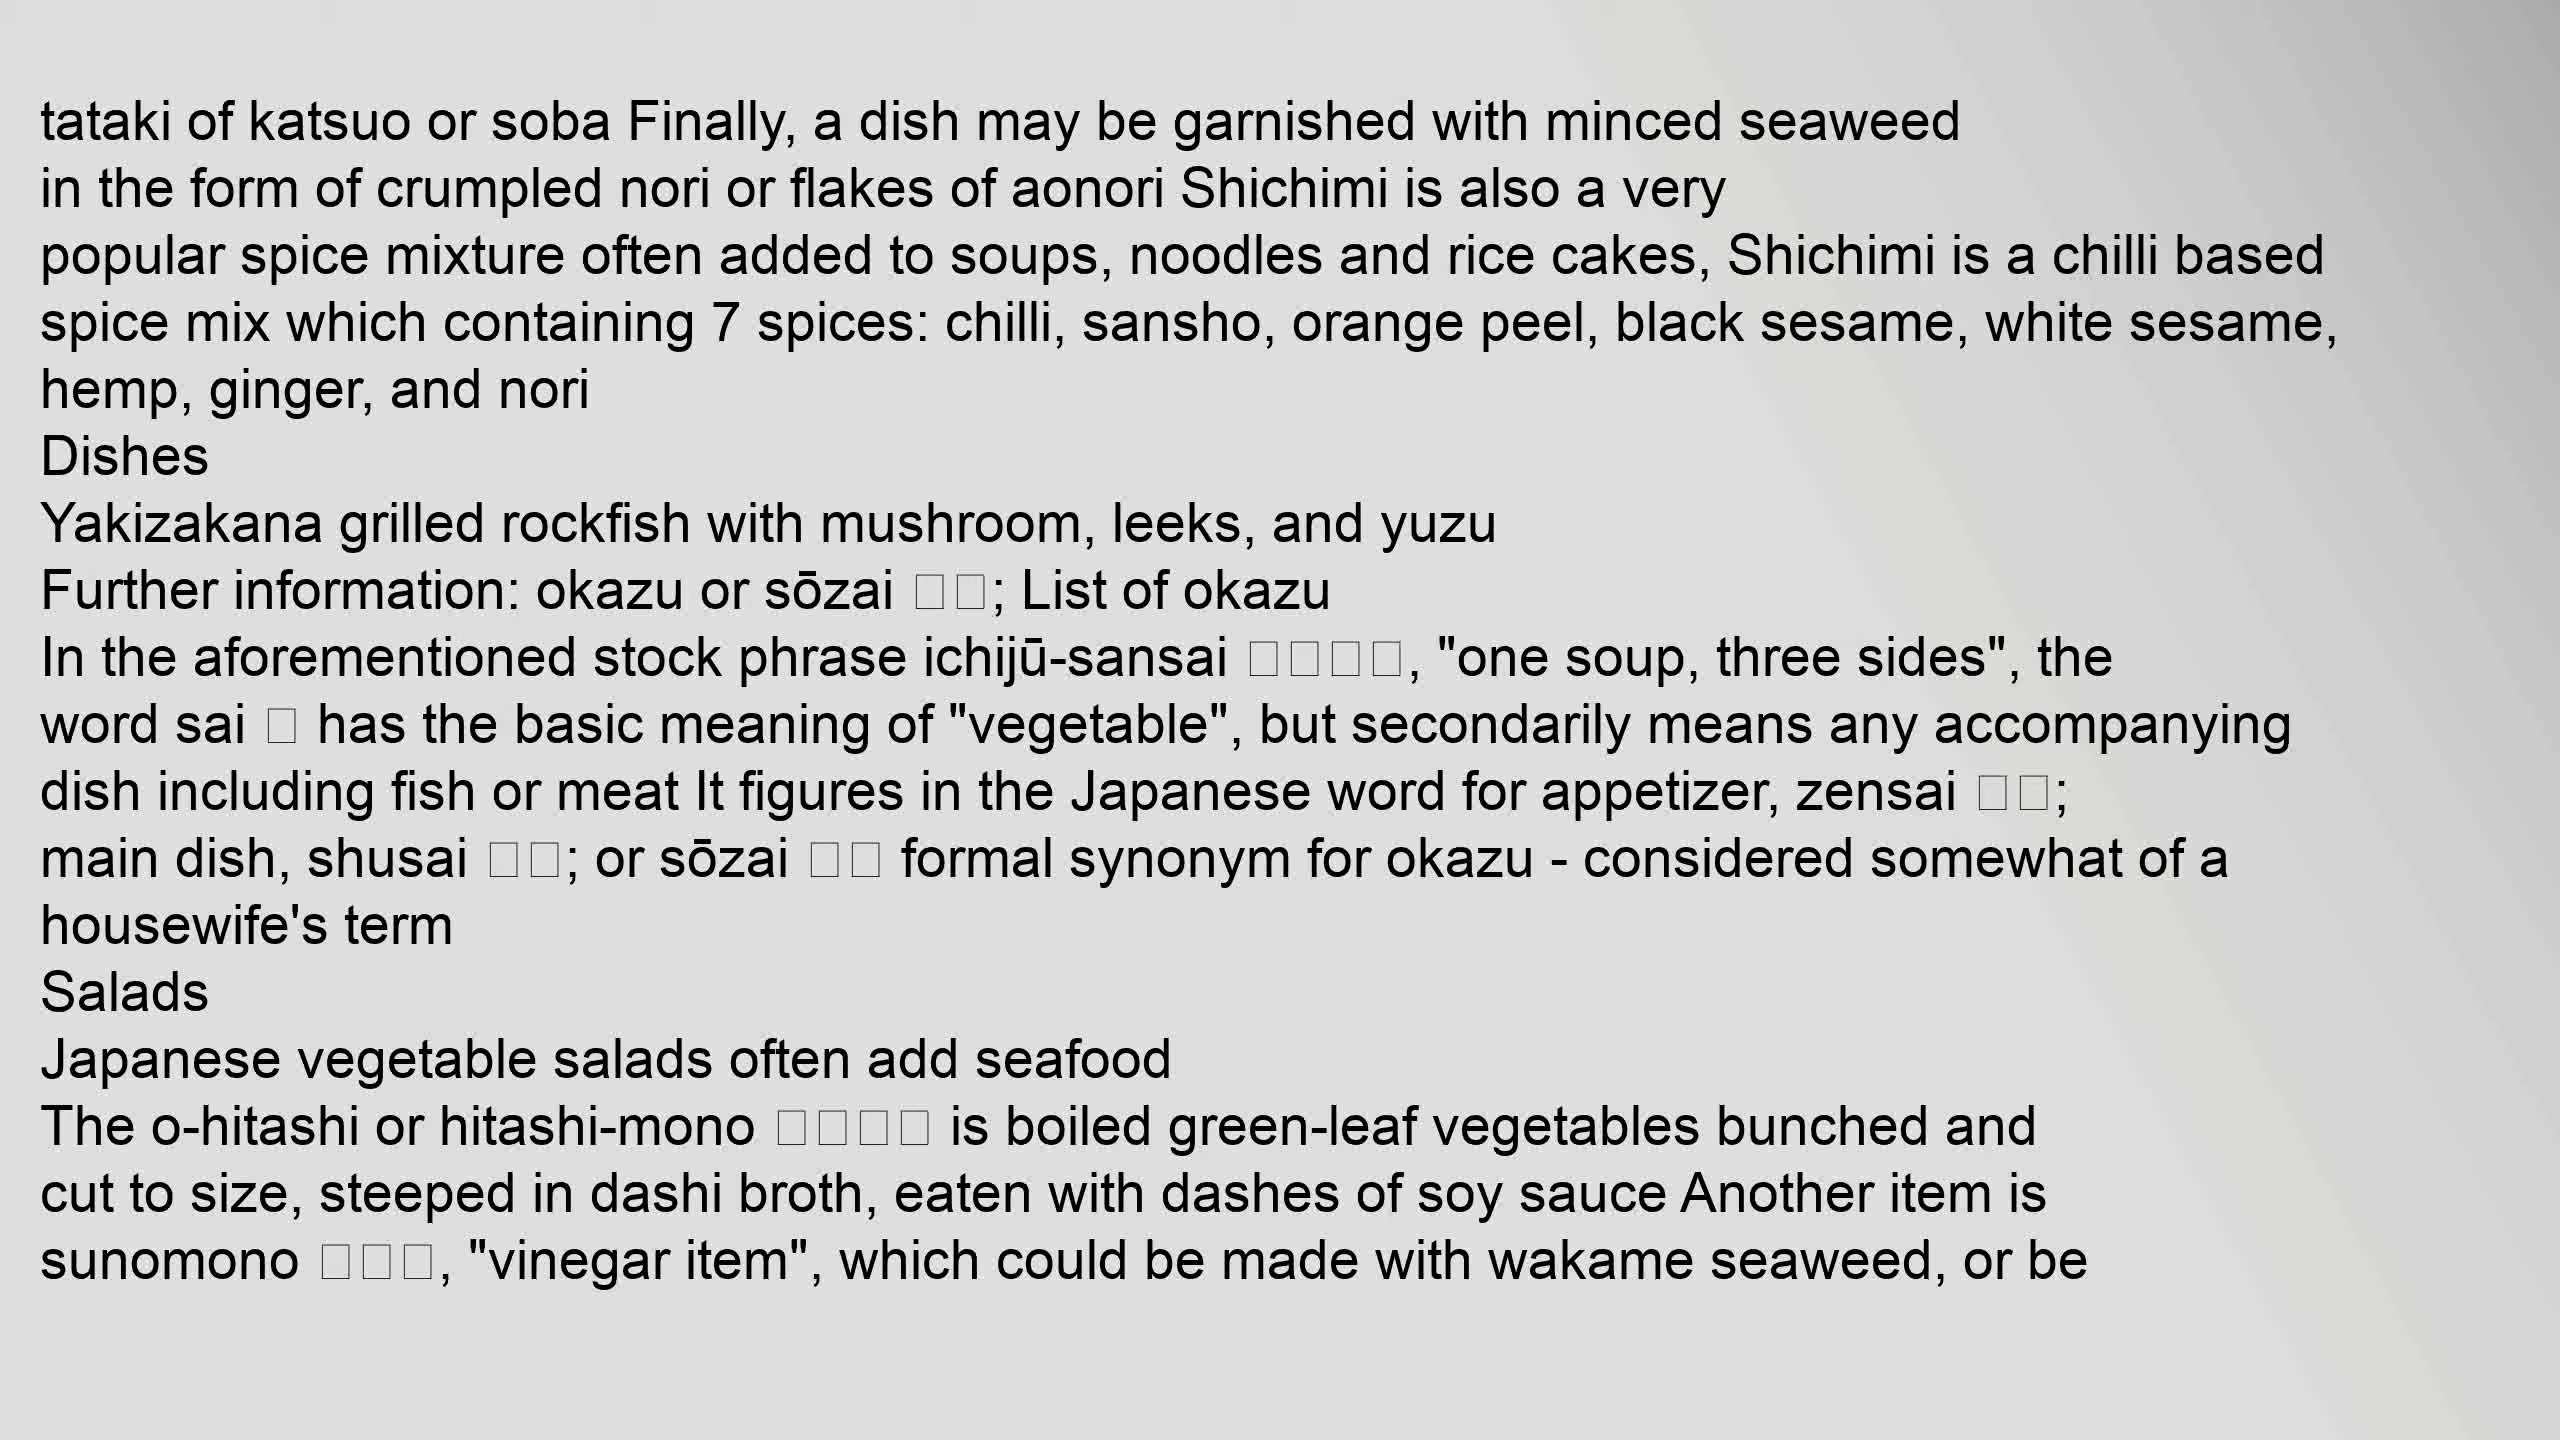 tataki of katsuo or soba Finally, a dish may be garnished with minced seaweed
in the form of crumpled nori or flakes of aonori Shichimi is also a very
popular spice mixture often added to soups, noodles and rice cakes, Shichimi is a chilli based
spice mix which containing 7 spices: chilli, sansho, orange peel, black sesame, white sesame,
hemp, ginger, and nori
Dishes
Yakizakana grilled rockfish with mushroom, leeks, and yuzu
Further information: okazu or sōzai □□; List of okazu
In the aforementioned stock phrase ichijū-sansai □□□□, "one soup, three sides", the
word sai □ has the basic meaning of "vegetable", but secondarily means any accompanying
dish including fish or meat It figures in the Japanese word for appetizer, zensai □□;
main dish, shusai □□; or sōzai □□ formal synonym for okazu - considered somewhat of a
housewife's term
Salads
Japanese vegetable salads often add seafood
The o-hitashi or hitashi-mono □□□□ is boiled green-leaf vegetables bunched and
cut to size, steeped in dashi broth, eaten with dashes of soy sauce Another item is
sunomono □□□, "vinegar item", which could be made with wakame seaweed, or be